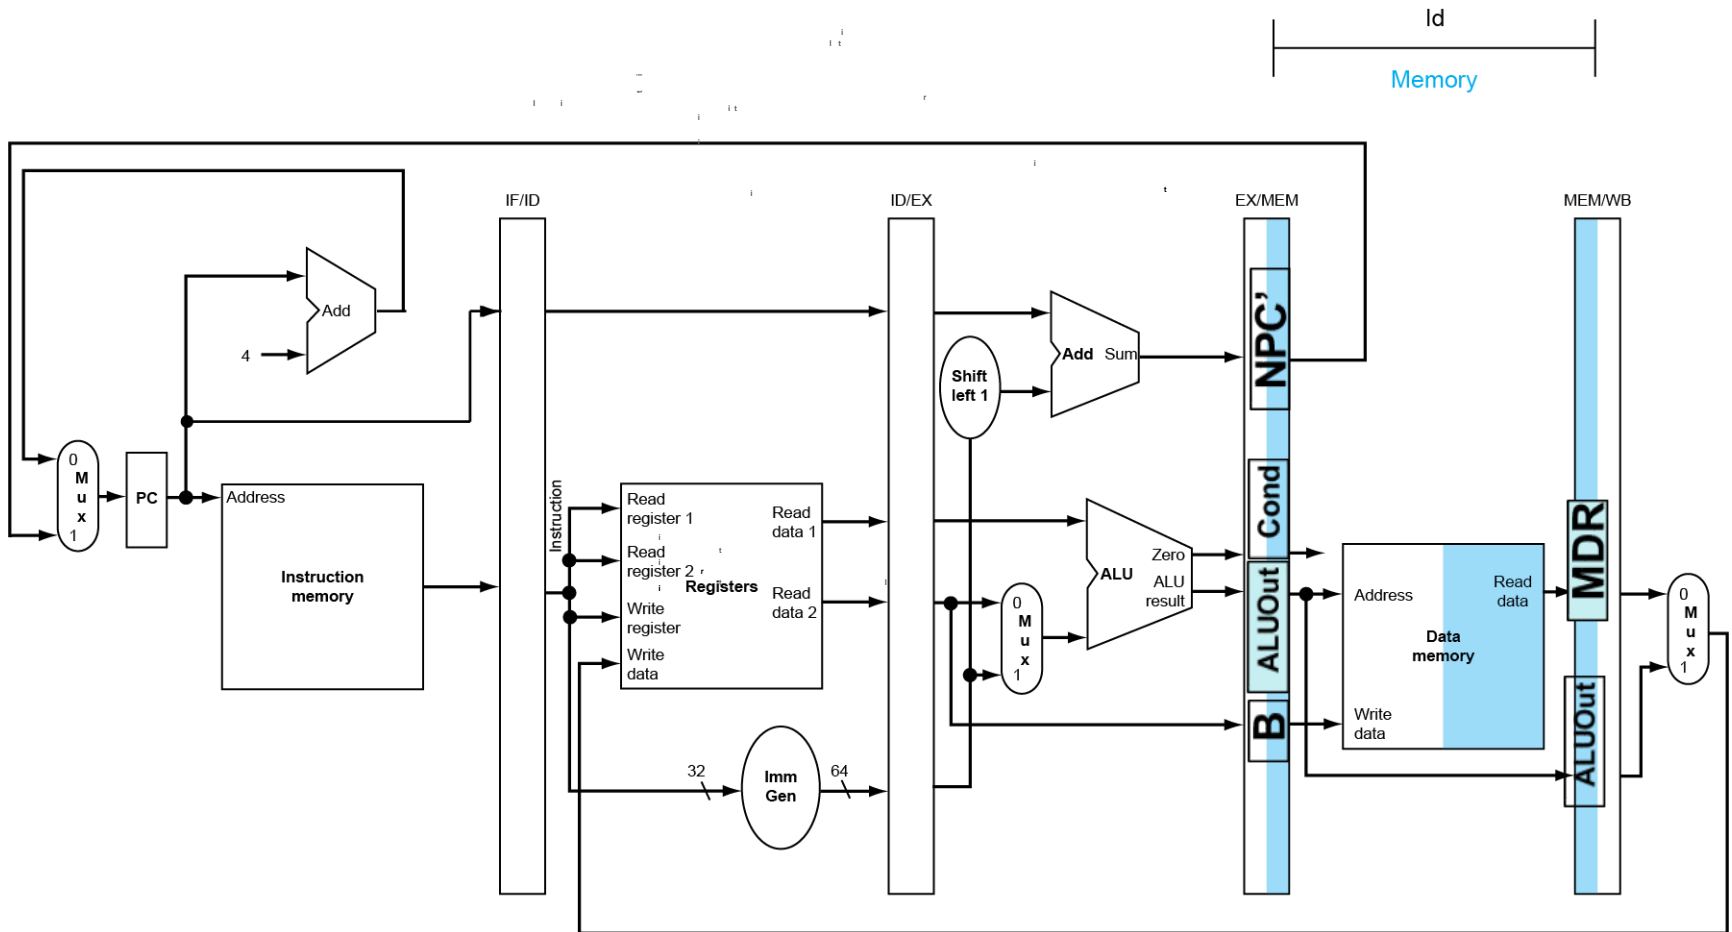 ld
Memory
IF/ID
ID/EX
EX/MEM
MEM/WB
Add
4
NPC'
Add Sum
Shift
left 1
0
M
u
x
1
PC
Address
Instruction
memory
Instruction
Read
register 1
Read
register 2
Registers
Write
register
Write
data
Read
data 1
Read
data 2
0
M
u
x
1
Zero
ALU
ALU
result
Cond
ALUOut
B
Address
Read
data
Data
memory
Write
data
MDR
ALUOut
0
M
u
x
1
32
Imm
Gen
64